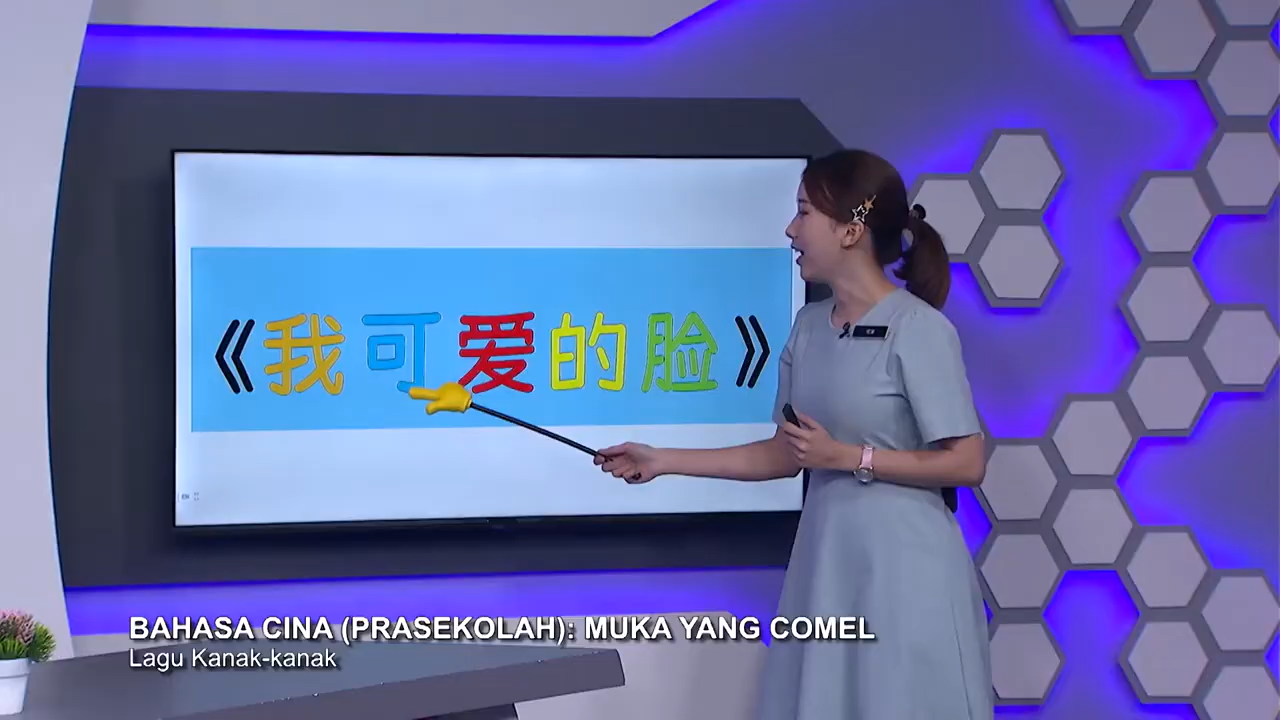 《我可爱的脸》
BAHASA CINA (PRASEKOLAH): MUKA YANG COMEL
Lagu Kanak-kanak